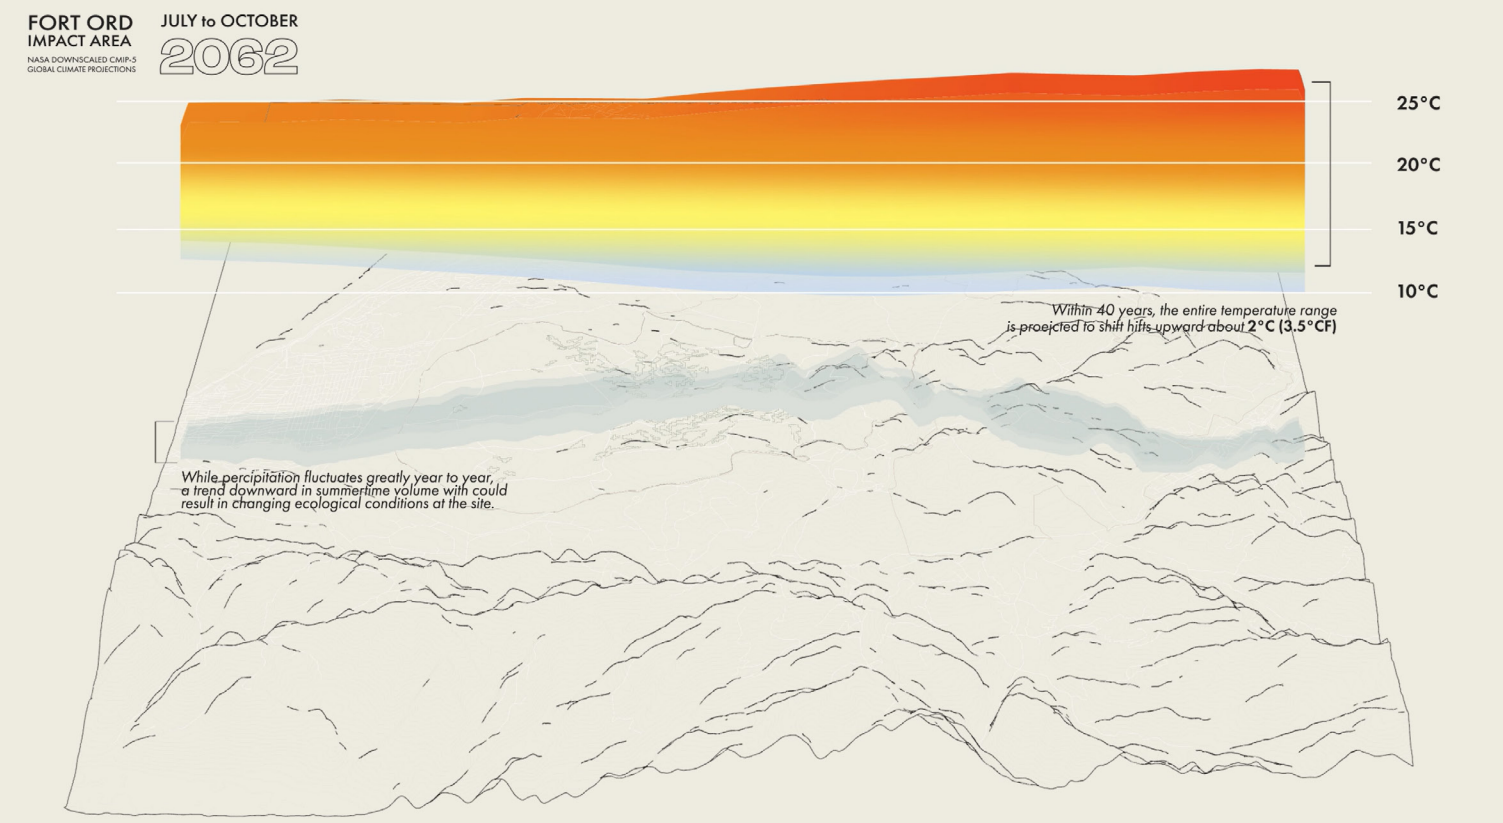 FORT ORD
IMPACT AREA
NASA DOWNSCALED CMIP-5
GLOBAL CLIMATE PROJECTIONS
JULY to OCTOBER
2062
25°C
20°C
15°C
10°C
Within 40 years, the entire temperature range
is proejcted to shift hifts upward about 2°C (3.5°CF)
While percipitation fluctuates greatly year to year,
a trend downward in summertime volume with could
result in changing ecological conditions at the site.